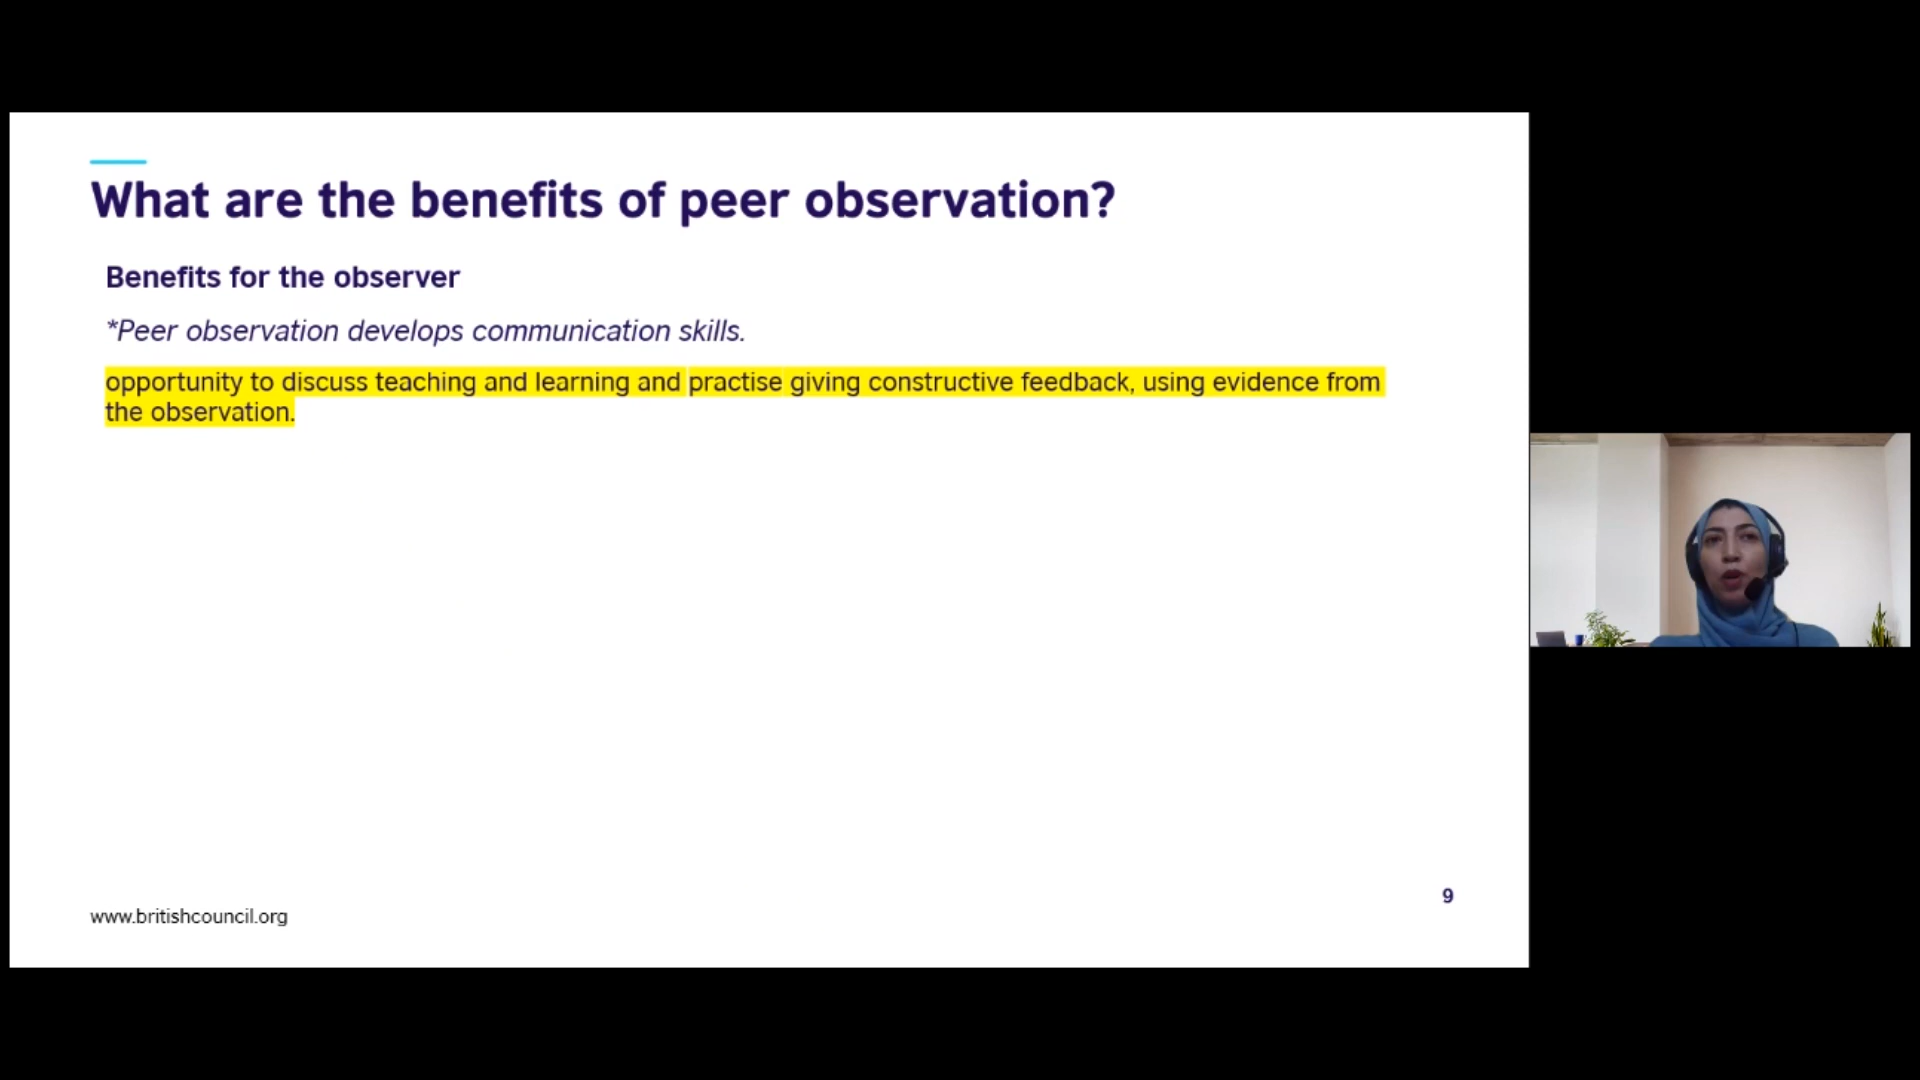 What are the benefits of peer observation?
Benefits for the observer
*Peer observation develops communication skills.
opportunity to discuss teaching and learning and practise giving constructive feedback, using evidence from
the observation.
9
www.britishcouncil.org